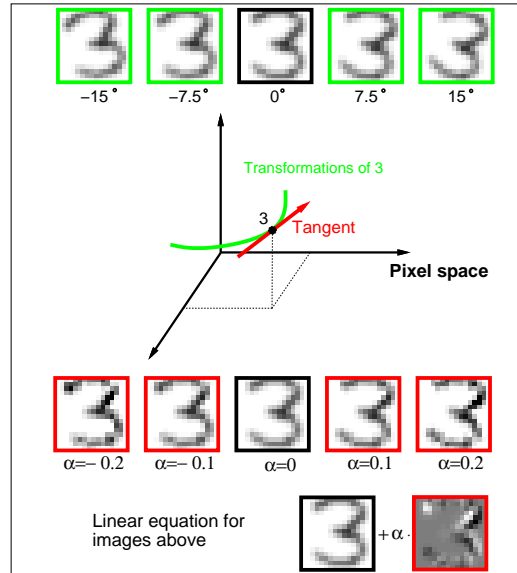 −15° −7.5° 0° 7.5° 15°
Transformations of 3
3
Tangent
Pixel space
α=− 0.2 α=− 0.1 α=0 α=0.1 α=0.2
Linear equation for
images above
+ α ·